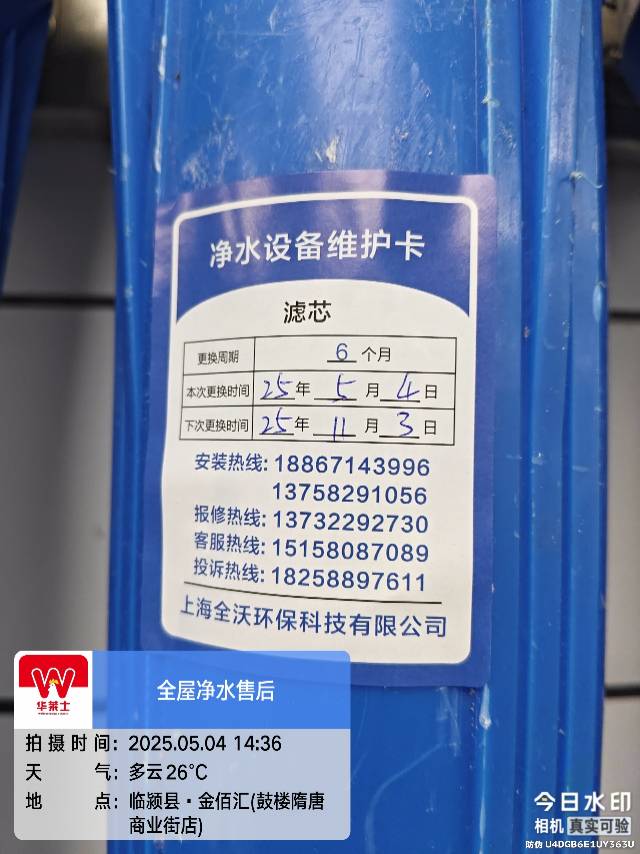 净水设备维护卡
滤芯
更换周期 6 个月
本次更换时间 25年 5 月 4 日
下次更换时间 25年 11 月 3 日
安装热线: 18867143996
13758291056
报修热线: 13732292730
客服热线: 15158087089
投诉热线: 18258897611
上海全沃环保科技有限公司
华莱士
全屋净水售后
拍摄时间: 2025.05.04 14:36
天气: 多云 26℃
地点: 临颍县·金佰汇(鼓楼隋唐
商业街店)
今日水印
相机 真实可验
防伪 U4DGB6E1UY363U